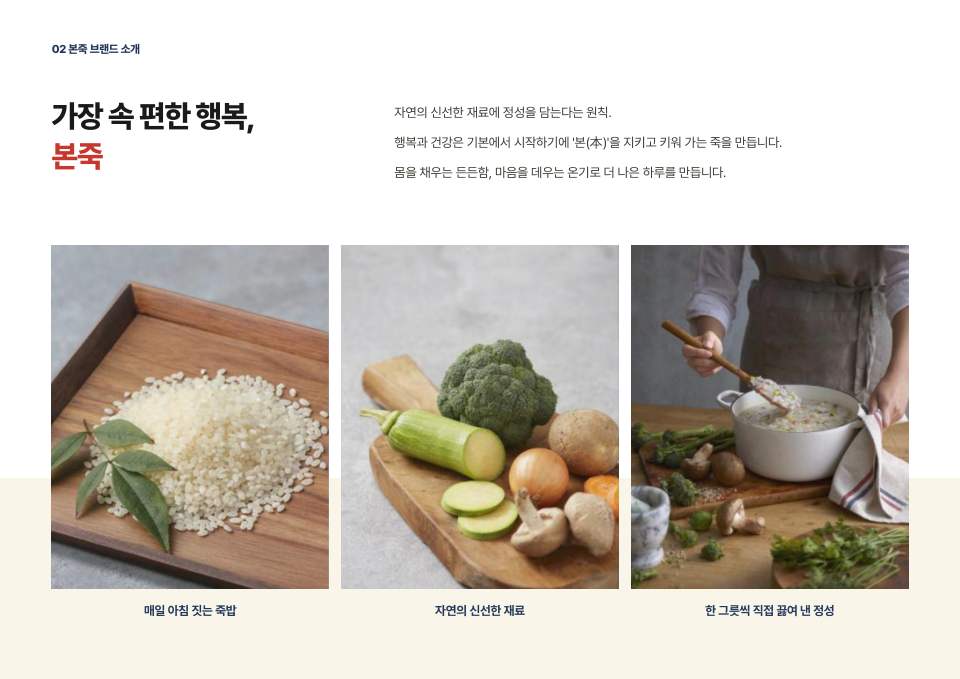 02 본죽 브랜드 소개
가장 속 편한 행복,
본죽
자연의 신선한 재료에 정성을 담는다는 원칙.
행복과 건강은 기본에서 시작하기에 '본(本)'을 지키고 키워 가는 죽을 만듭니다.
몸을 채우는 든든함, 마음을 데우는 온기로 더 나은 하루를 만듭니다.
매일 아침 짓는 죽밥
자연의 신선한 재료
한 그릇씩 직접 끓여 낸 정성